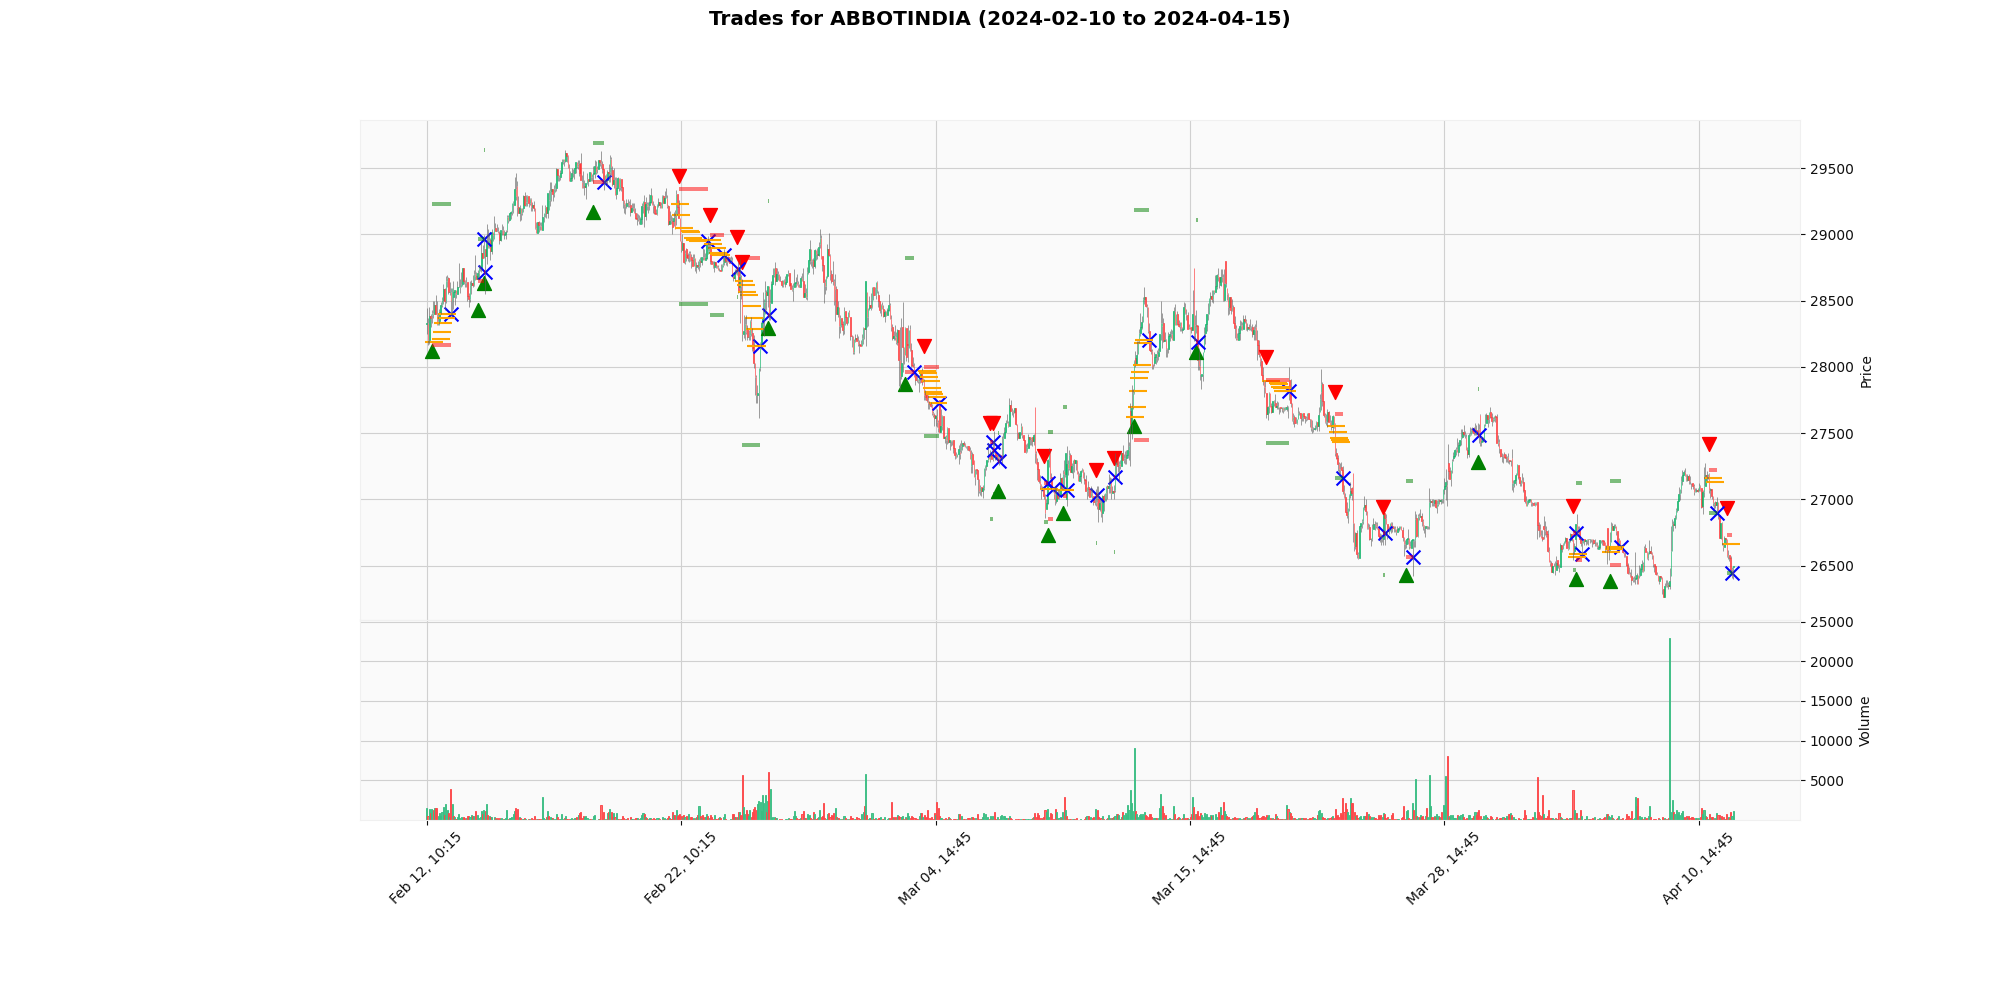 Trades for ABBOTINDIA (2024-02-10 to 2024-04-15)
29500
29000
28500
28000
27500
27000
26500
Price
25000
20000
15000
10000
5000
Volume
Feb 12, 10:15
Feb 22, 10:15
Mar 04, 14:45
Mar 15, 14:45
Mar 28, 14:45
Apr 10, 14:45